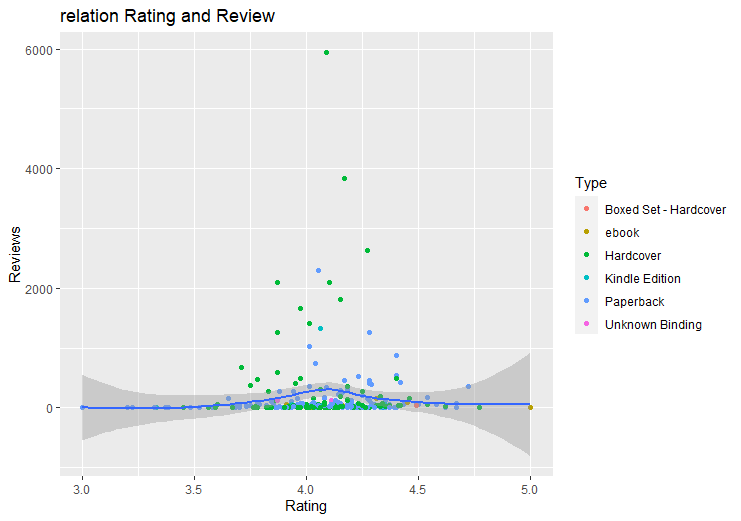 relation Rating and Review
6000
4000
2000
0
Reviews
3.0 3.5 4.0 4.5 5.0
Rating
Type
Boxed Set - Hardcover
ebook
Hardcover
Kindle Edition
Paperback
Unknown Binding